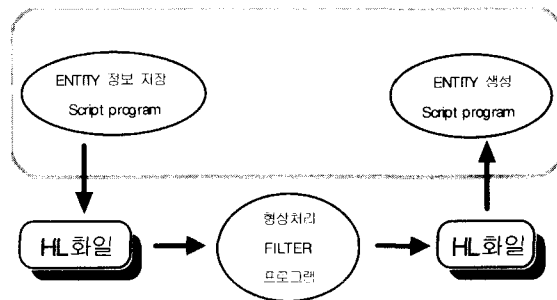 ENTITY 정보 저장
Script program
ENTITY 생성
Script program
HL화일
형상처리
FILTER
프로그램
HL화일